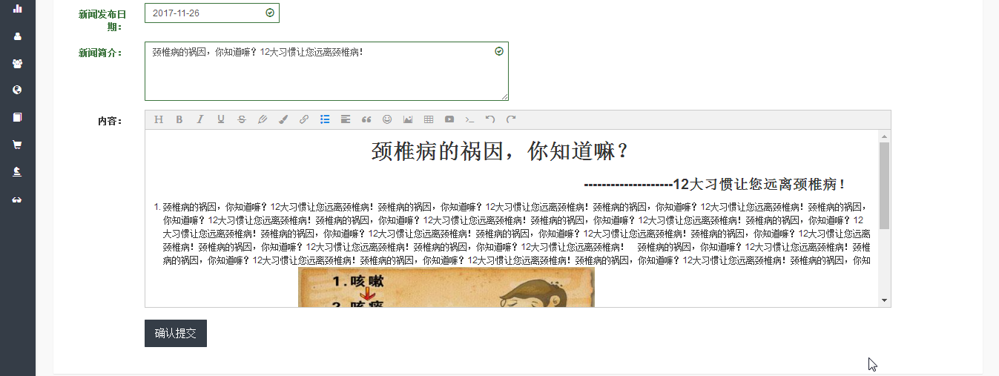 新闻发布日
期：
2017-11-26
新闻简介：
颈椎病的祸因，你知道嘛？12大习惯让您远离颈椎病！
内容：
颈椎病的祸因，你知道嘛？
--------------------12大习惯让您远离颈椎病！
1. 颈椎病的祸因，你知道嘛？12大习惯让您远离颈椎病！颈椎病的祸因，你知道嘛？12大习惯让您远离颈椎病！颈椎病的祸因，你知道嘛？12大习惯让您远离颈椎病！颈椎病的祸因，
你知道嘛？12大习惯让您远离颈椎病！颈椎病的祸因，你知道嘛？12大习惯让您远离颈椎病！颈椎病的祸因，你知道嘛？12大习惯让您远离颈椎病！颈椎病的祸因，你知道嘛？12
大习惯让您远离颈椎病！颈椎病的祸因，你知道嘛？12大习惯让您远离颈椎病！颈椎病的祸因，你知道嘛？12大习惯让您远离颈椎病！颈椎病的祸因，你知道嘛？12大习惯让您远离
颈椎病！颈椎病的祸因，你知道嘛？12大习惯让您远离颈椎病！颈椎病的祸因，你知道嘛？12大习惯让您远离颈椎病！ 颈椎病的祸因，你知道嘛？12大习惯让您远离颈椎病！颈椎
病的祸因，你知道嘛？12大习惯让您远离颈椎病！颈椎病的祸因，你知道嘛？12大习惯让您远离颈椎病！颈椎病的祸因，你知道嘛？12大习惯让您远离颈椎病！颈椎病的祸因，你知
1.咳嗽
确认提交